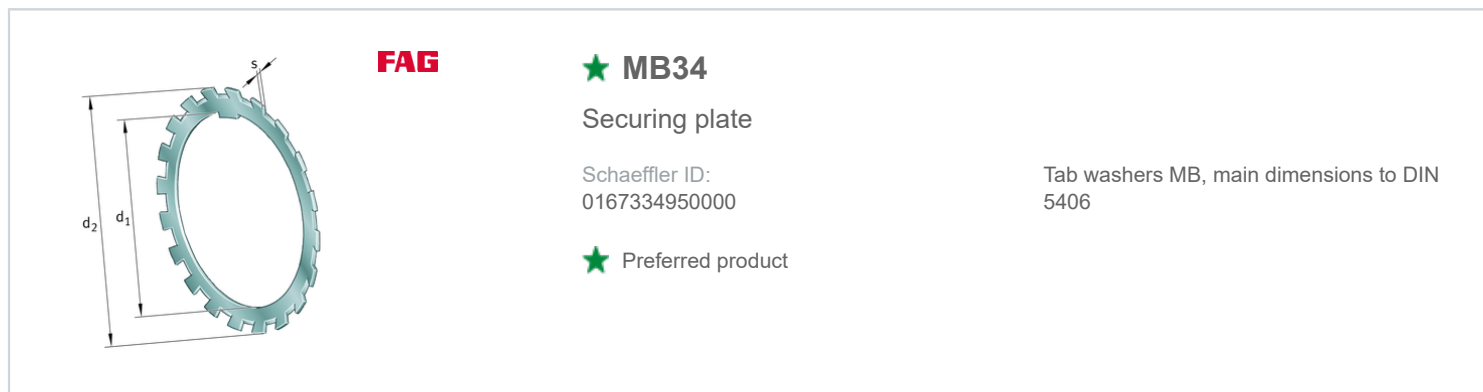 s
d2
d1
FAG
MB34
Securing plate
Schaeffler ID:
0167334950000
Tab washers MB, main dimensions to DIN
5406
Preferred product